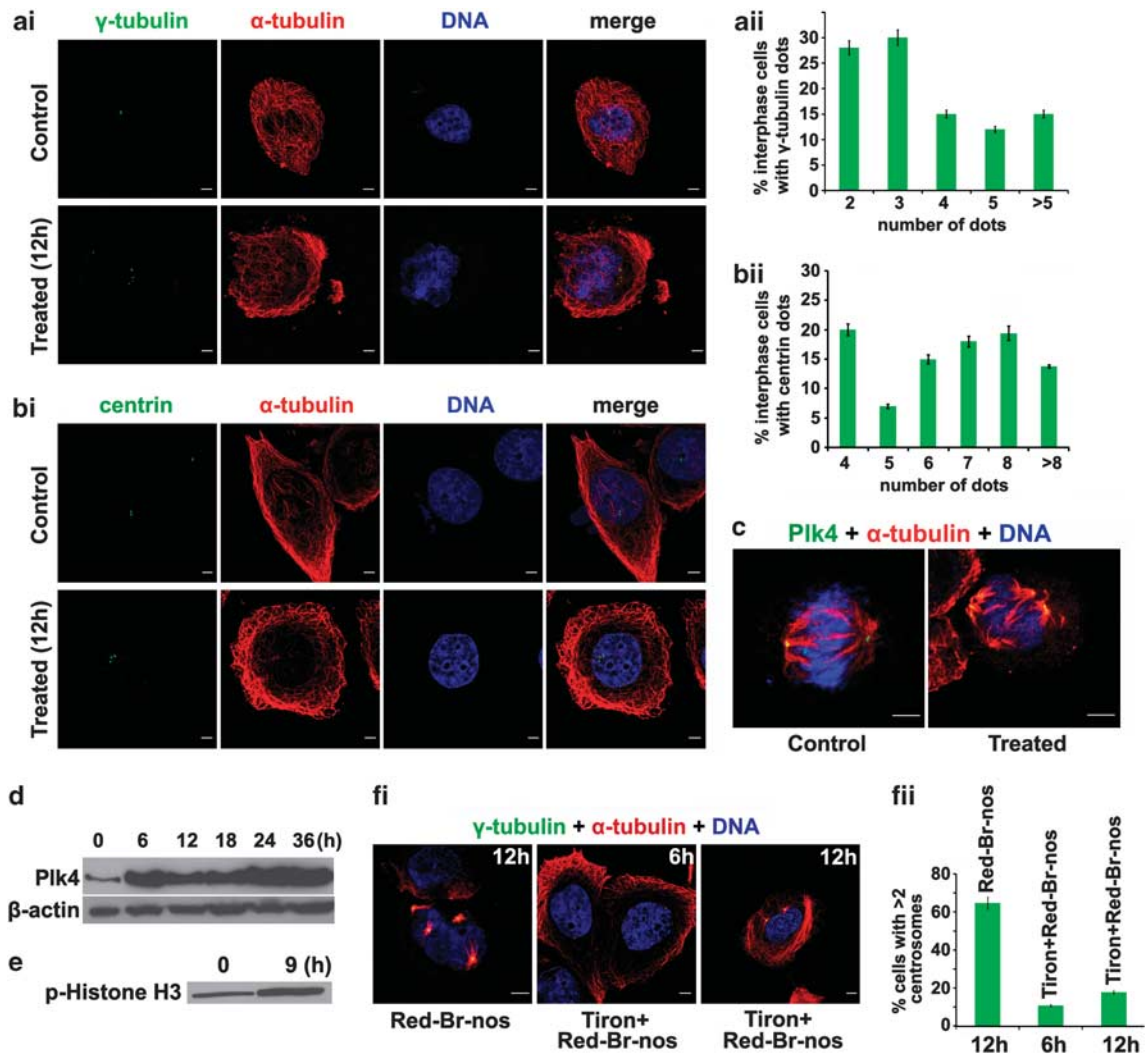 ai
γ-tubulin α-tubulin DNA merge
Control
Treated (12h)
aii
% interphase cells
with γ-tubulin dots
30
25
20
15
10
5
0
2 3 4 5 >5
number of dots
bi
centrin α-tubulin DNA merge
Control
Treated (12h)
bii
% interphase cells
with centrin dots
30
25
20
15
10
5
0
4 5 6 7 8 >8
number of dots
c
Plk4 + α-tubulin + DNA
Control Treated
d
0 6 12 18 24 36 (h)
Plk4
β-actin
e
0 9 (h)
p-Histone H3
fi
γ-tubulin + α-tubulin + DNA
12h 6h 12h
Red-Br-nos Tiron+ Tiron+
Red-Br-nos Red-Br-nos
fii
% cells with >2
centrosomes
80
60
40
20
0
Red-Br-nos
Tiron+Red-Br-nos
Tiron+Red-Br-nos
12h 6h 12h